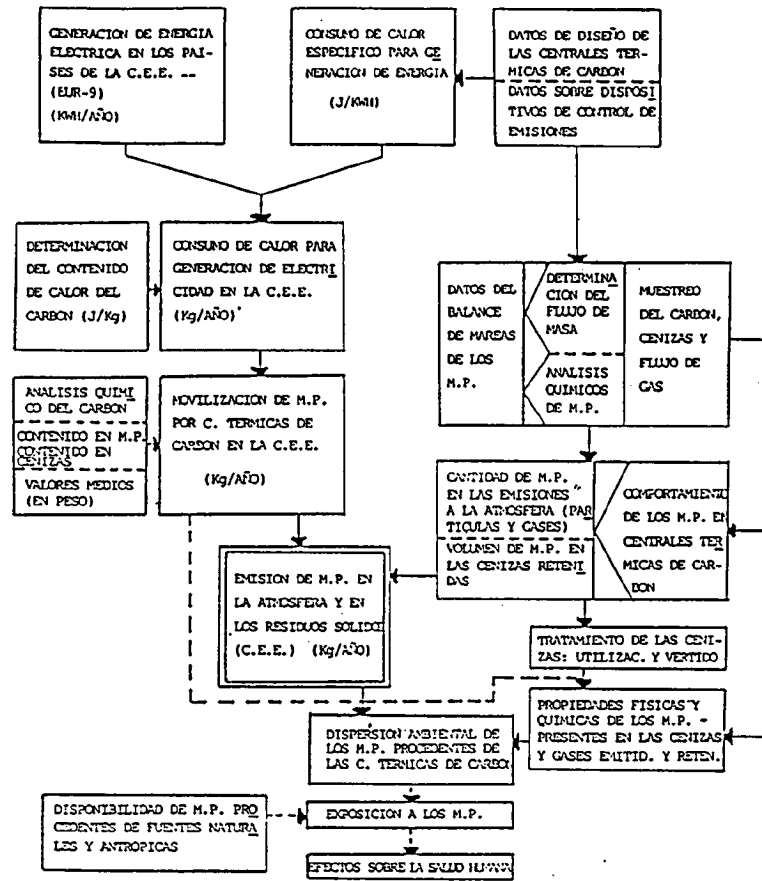 GENERACION DE ENERGIA
ELECTRICA EN LOS PAI-
SES DE LA C.E.E. --
(EUR-9)
(KWH/AÑO)
CONSUMO DE CALOR
ESPECIFICO PARA GE
NERACION DE ENERGIA
(J/KWH)
DATOS DE DISEÑO DE
LAS CENTRALES TER-
MICAS DE CARBON
DATOS SOBRE DISPOSI
TIVOS DE CONTROL DE
EMISIONES
DETERMINACION
DEL CONTENIDO
DE CALOR DEL
CARBON (J/Kg)
CONSUMO DE CALOR PARA
GENERACION DE ELECTRI
CIDAD EN LA C.E.E.
(Kg/AÑO)
DATOS DEL
BALANCE
DE MAREAS
DE LOS
M.P.
DETERMINA
CION DEL
FLUJO DE
MASA
ANALISIS
QUIMICOS
DE M.P.
MUESTREO
DEL CARBON,
CENIZAS Y
FLUJO DE
GAS
ANALISIS QUIMI
CO DEL CARBON
CONTENIDO EN M.P.
CONTENIDO EN
CENIZAS
VALORES MEDIOS
(EN PESO)
MOVILIZACION DE M.P.
POR C. TERMICAS DE
CARBON EN LA C.E.E.
(Kg/AÑO)
CANTIDAD DE M.P.
EN LAS EMISIONES
A LA ATMOSFERA (PAR
TICULAS Y GASES)
VOLUMEN DE M.P. EN
LAS CENIZAS RETENI
DAS
COMPORTAMIENTO
DE LOS M.P. EN
CENTRALES TER
MICAS DE CAR-
BON
EMISION DE M.P. EN
LA ATMOSFERA Y EN
LOS RESIDUOS SOLIDOS
(C.E.E.) (Kg/AÑO)
TRATAMIENTO DE LAS CENI-
ZAS: UTILIZAC. Y VERTIDO
PROPIEDADES FISICAS Y
QUIMICAS DE LOS M.P. -
PRESENTES EN LAS CENIZAS
Y GASES EMITID. Y RETEN.
DISPERSION AMBIENTAL DE
LOS M.P. PROCEDENTES DE
LAS C. TERMICAS DE CARBON
DISPONIBILIDAD DE M.P. PRO
CEDENTES DE FUENTES NATURA
LES Y ANTROPICAS
EXPOSICION A LOS M.P.
EFECTOS SOBRE LA SALUD HUMANA